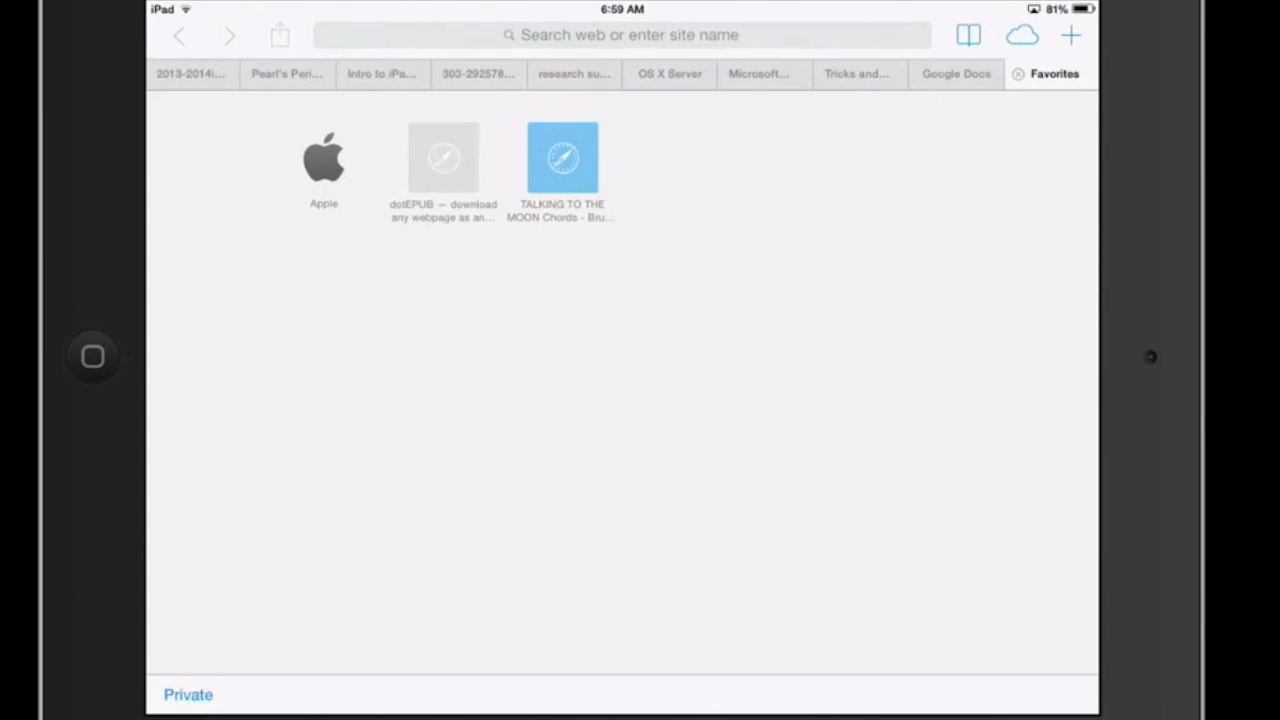 iPad 6:59 AM 81%
Search web or enter site name
2013-2014i... Pearl's Peri... Intro to iPa... 303-292578... research su... OS X Server Microsoft... Tricks and... Google Docs Favorites
Apple
dotEPUB — download
any webpage as an...
TALKING TO THE
MOON Chords - Bru...
Private